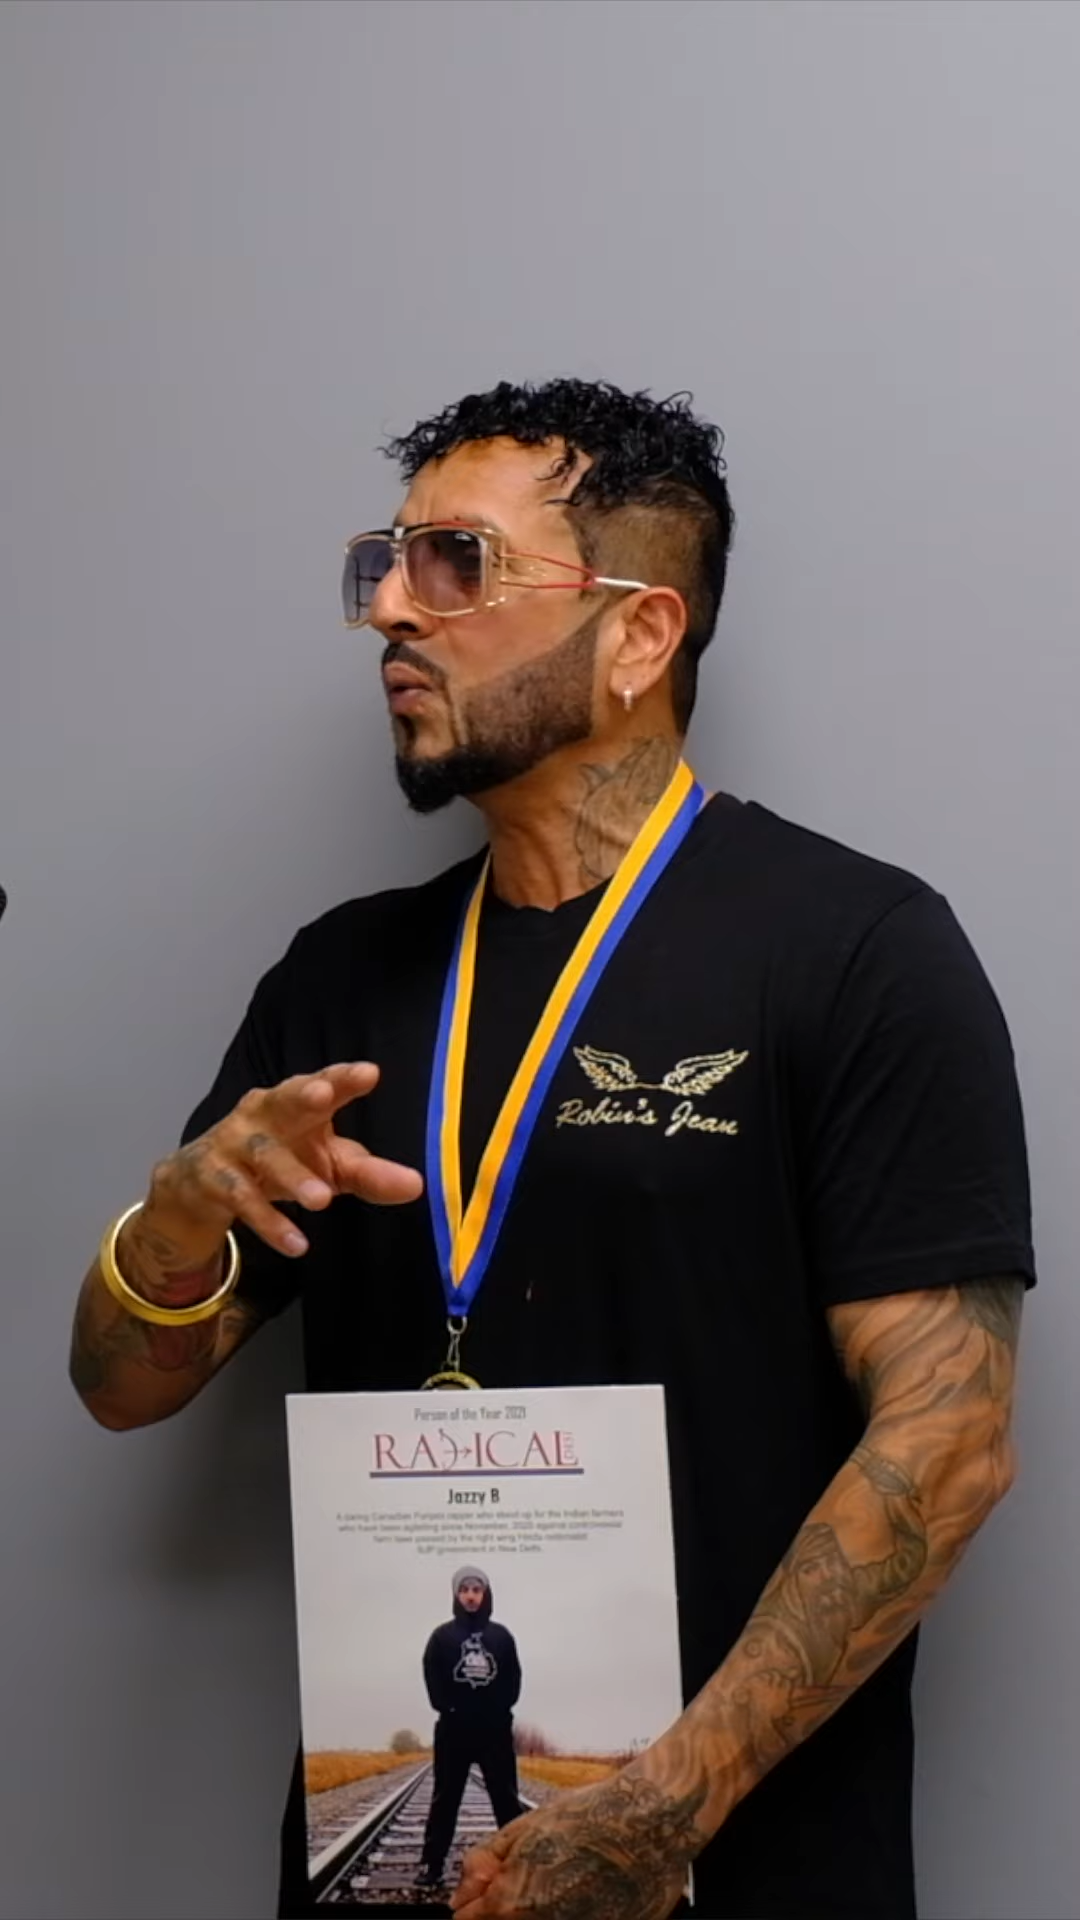 Robin's Jean
Person of the Year 2021
RADICAL
DESI
Jazzy B
A daring Canadian Punjabi rapper who stood up for the Indian farmers
who have been agitating since November, 2020 against controversial
farm laws passed by the right wing Hindu nationalist
BJP government in New Delhi.